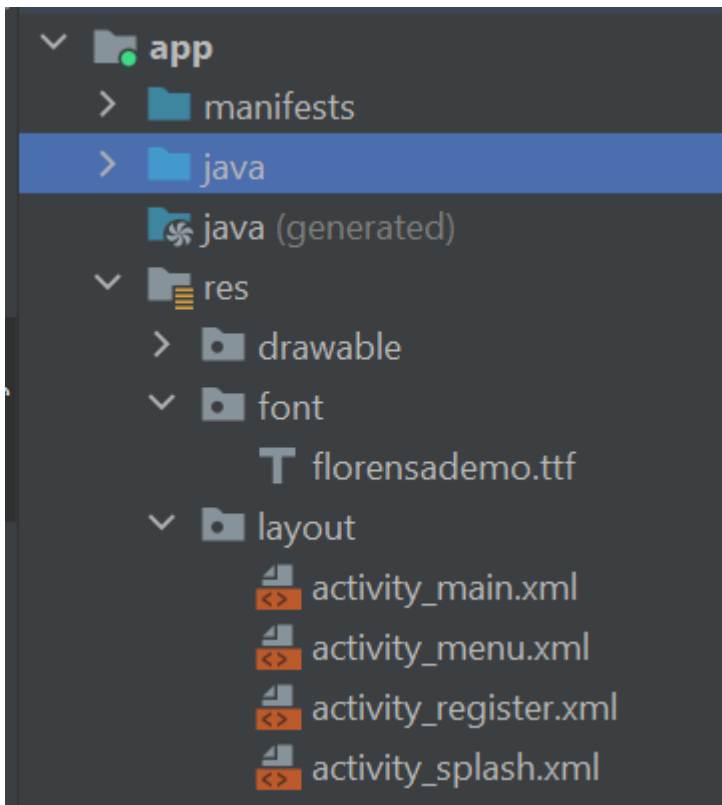 app
manifests
java
java (generated)
res
drawable
font
florensademo.ttf
layout
activity_main.xml
activity_menu.xml
activity_register.xml
activity_splash.xml